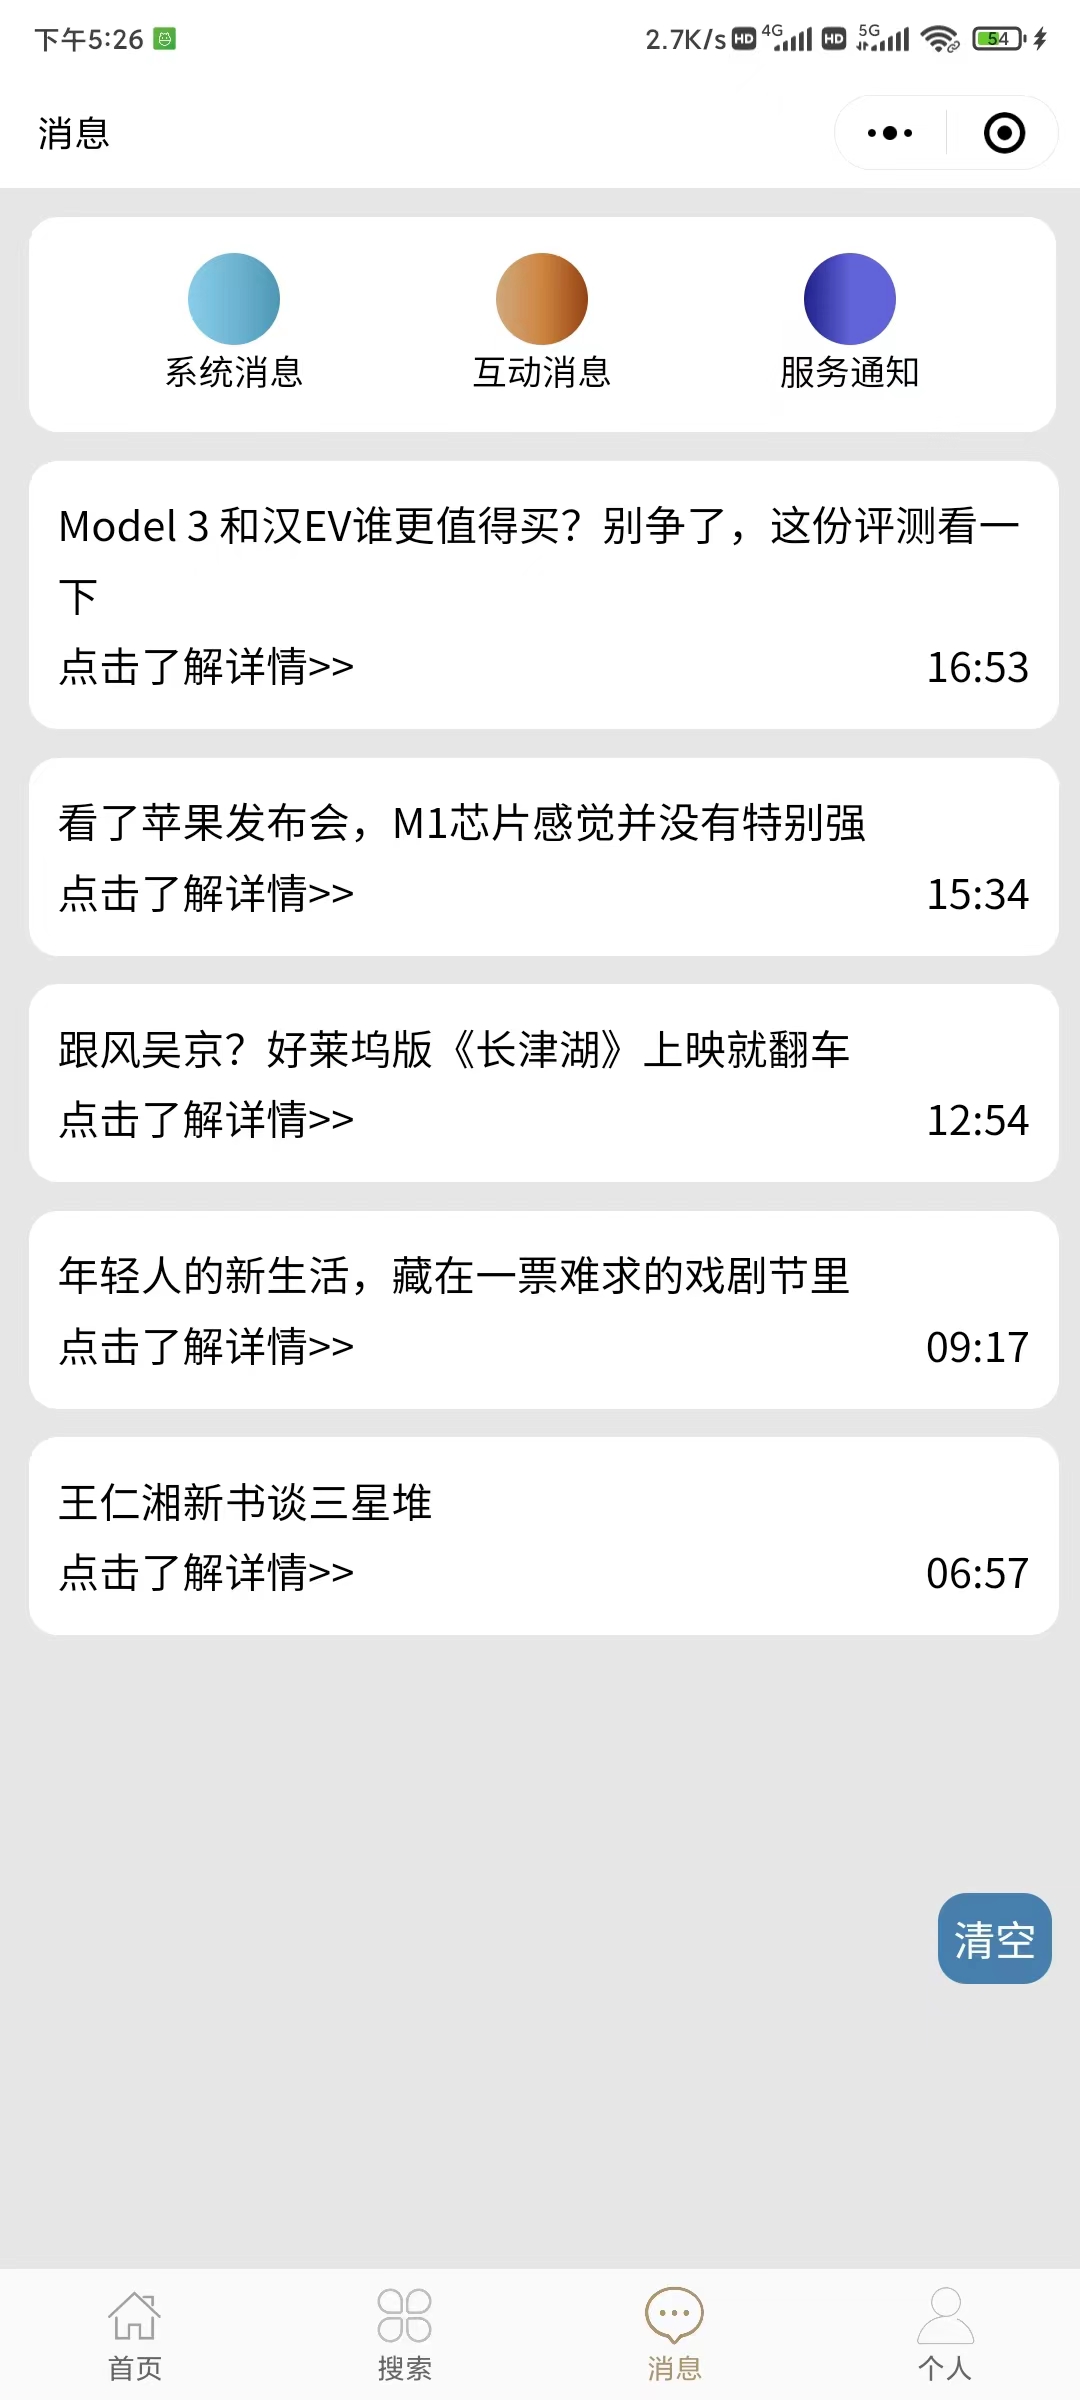 下午5:26 2.7K/s HD 4G HD 5G 54
消息
系统消息 互动消息 服务通知
Model 3 和汉EV谁更值得买？别争了，这份评测看一
下
点击了解详情>> 16:53
看了苹果发布会，M1芯片感觉并没有特别强
点击了解详情>> 15:34
跟风吴京？好莱坞版《长津湖》上映就翻车
点击了解详情>> 12:54
年轻人的新生活，藏在一票难求的戏剧节里
点击了解详情>> 09:17
王仁湘新书谈三星堆
点击了解详情>> 06:57
清空
首页 搜索 消息 个人